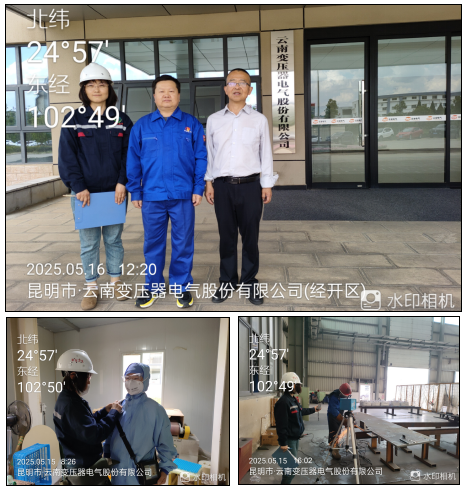 北纬
24°57'
东经
102°49'
云南变压器电气股份有限公司
2025.05.16 12:20
昆明市·云南变压器电气股份有限公司(经开区)
水印相机
北纬
24°57'
东经
102°50'
2025.05.15 8:26
昆明市·云南变压器电气股份有限公司
水印相机
北纬
24°57'
东经
102°49'
2025.05.15 16:02
昆明市·云南变压器电气股份有限公司
水印相机